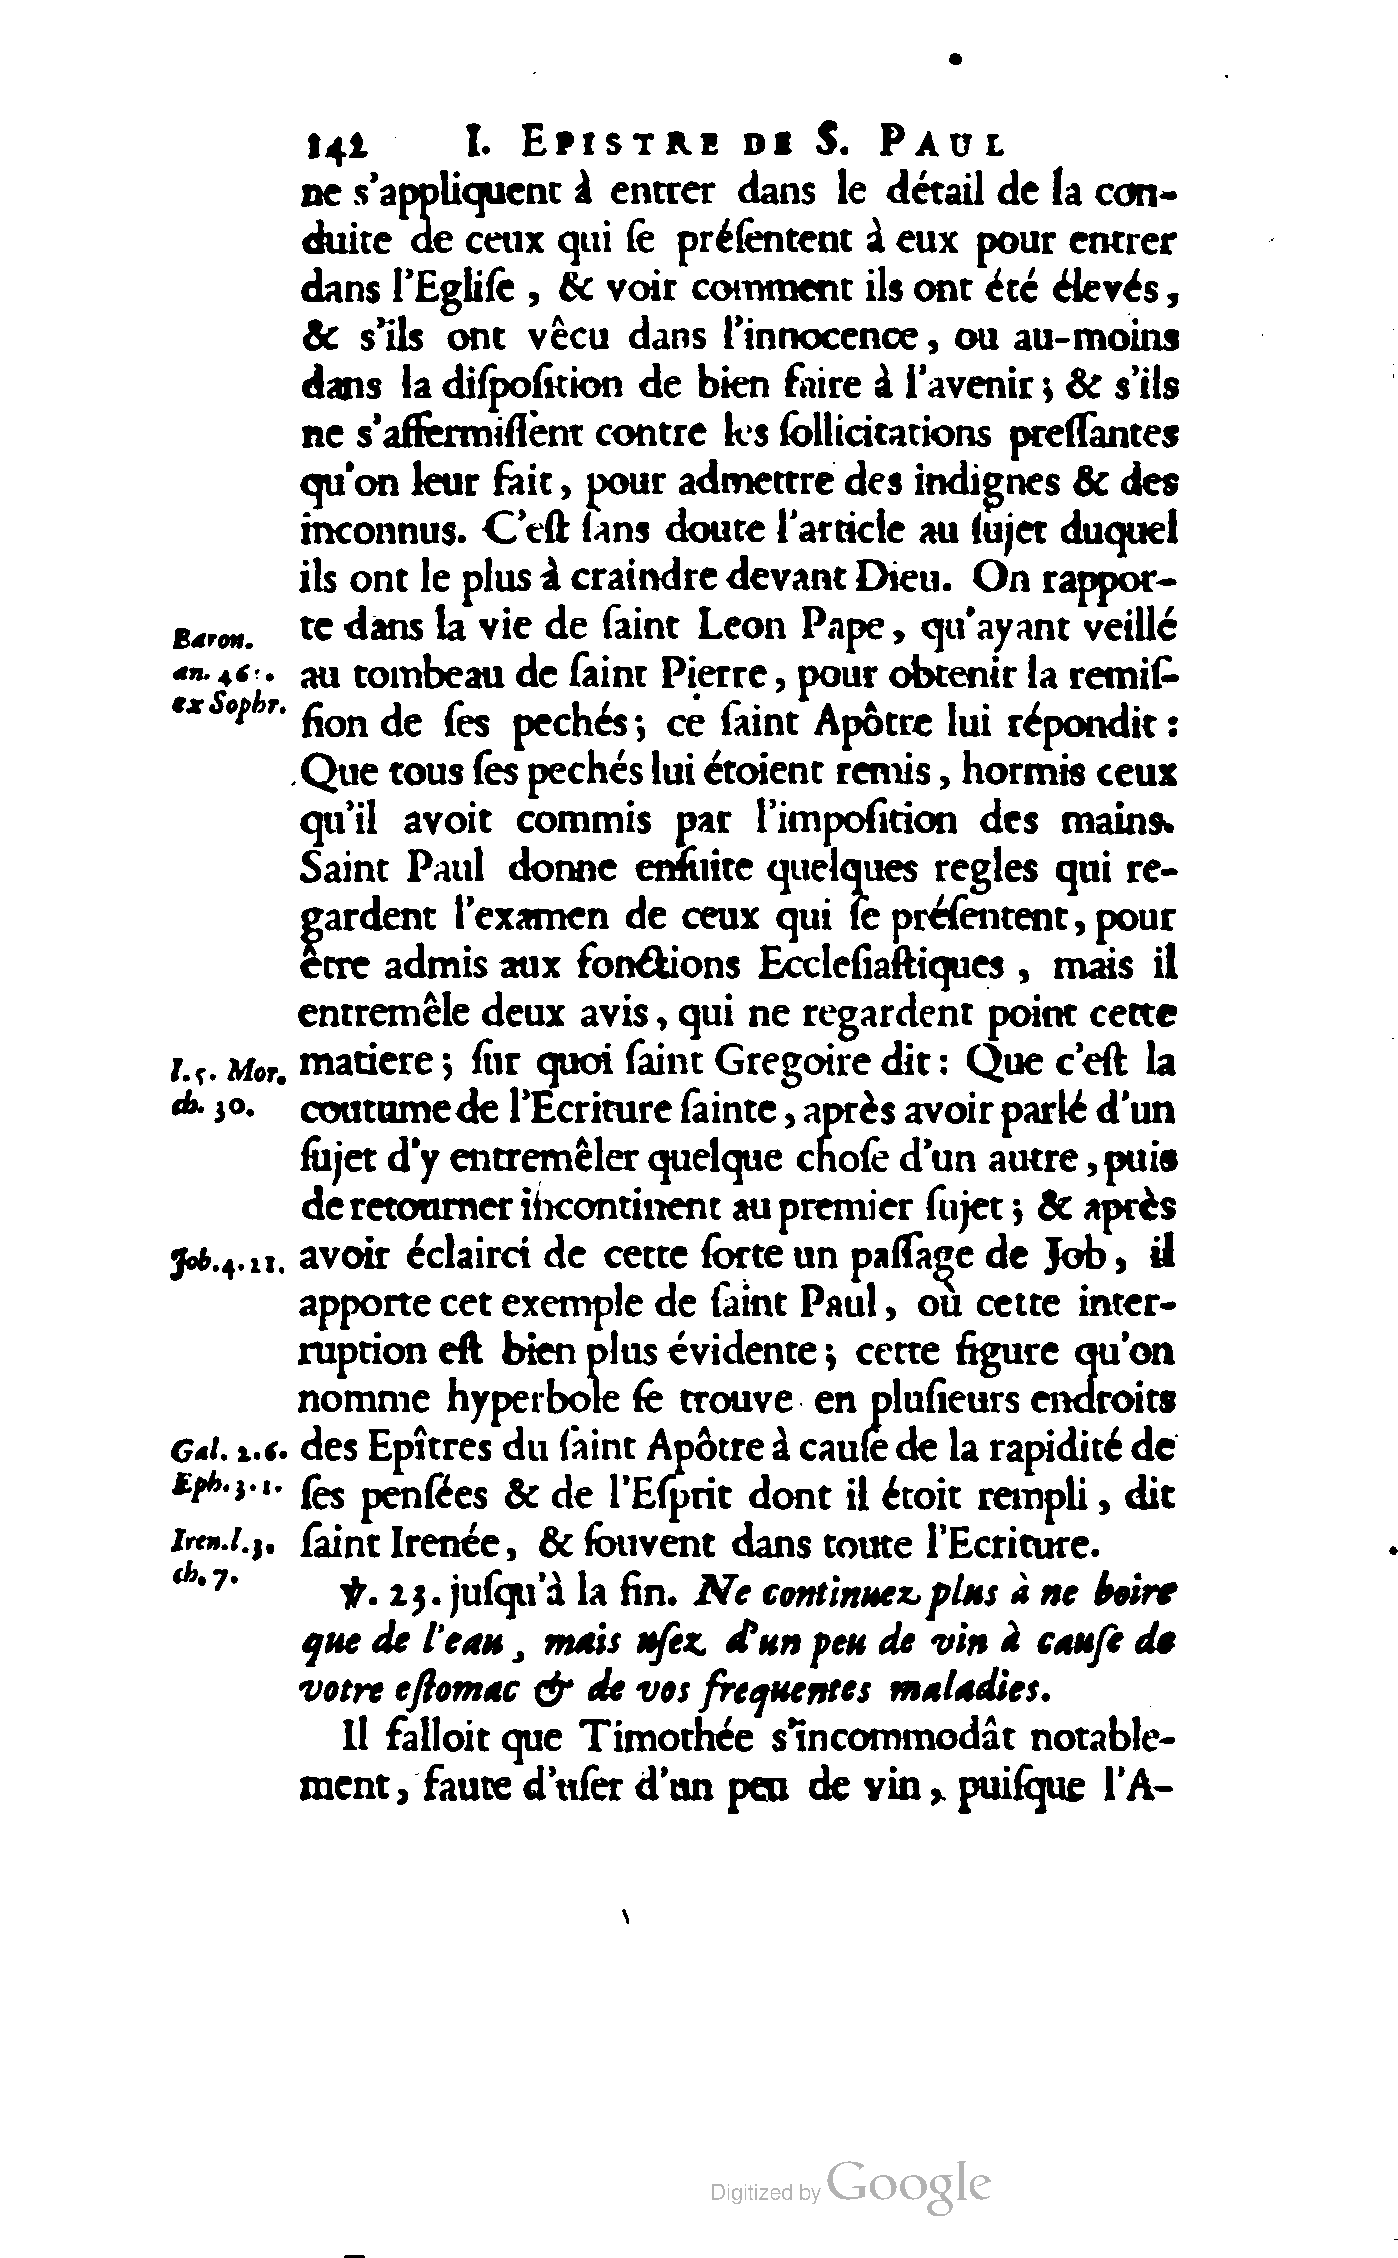 142 I. EPISTRE DE S. PAUL
ne s'appliquent à entrer dans le détail de la con-
duite de ceux qui ſe préſentent à eux pour entrer
dans l'Egliſe, & voir comment ils ont été élevés,
& s'ils ont vêcu dans l'innocence, ou au-moins
dans la diſpoſition de bien faire à l'avenir; & s'ils
ne s'affermiſſent contre les ſollicitations preſſantes
qu'on leur fait, pour admettre des indignes & des
inconnus. C'eſt ſans doute l'article au ſujet duquel
ils ont le plus à craindre devant Dieu. On rappor-
te dans la vie de ſaint Leon Pape, qu'ayant veillé
Baron.
an. 46
ex Sophr.
au tombeau de ſaint Pierre, pour obtenir la remiſ-
ſion de ſes pechés; ce ſaint Apôtre lui répondit:
Que tous ſes pechés lui étoient remis, hormis ceux
qu'il avoit commis par l'impoſition des mains.
Saint Paul donne enſuite quelques regles qui re-
gardent l'examen de ceux qui ſe préſentent, pour
être admis aux fonctions Eccleſiaſtiques, mais il
entremêle deux avis, qui ne regardent point cette
l. 5. Mor.
ch. 30.
matiere; ſur quoi ſaint Gregoire dit: Que c'eſt la
coutume de l'Ecriture ſainte, après avoir parlé d'un
ſujet d'y entremêler quelque choſe d'un autre, puis
de retourner incontinent au premier ſujet; & après
Job. 4. 21.
avoir éclairci de cette ſorte un paſſage de Job, il
apporte cet exemple de ſaint Paul, où cette inter-
ruption eſt bien plus évidente; cette figure qu'on
nomme hyperbole ſe trouve en pluſieurs endroits
Gal. 2. 6.
Eph. 3. 1.
des Epîtres du ſaint Apôtre à cauſe de la rapidité de
ſes penſées & de l'Eſprit dont il étoit rempli, dit
Iren. l. 3.
ch. 7.
ſaint Irenée, & ſouvent dans toute l'Ecriture.
℣. 23. juſqu'à la fin. Ne continuez plus à ne boire
que de l'eau, mais uſez d'un peu de vin à cauſe de
votre eſtomac & de vos frequentes maladies.
Il falloit que Timothée s'incommodât notable-
ment, faute d'uſer d'un peu de vin, puiſque l'A-
Digitized by Google